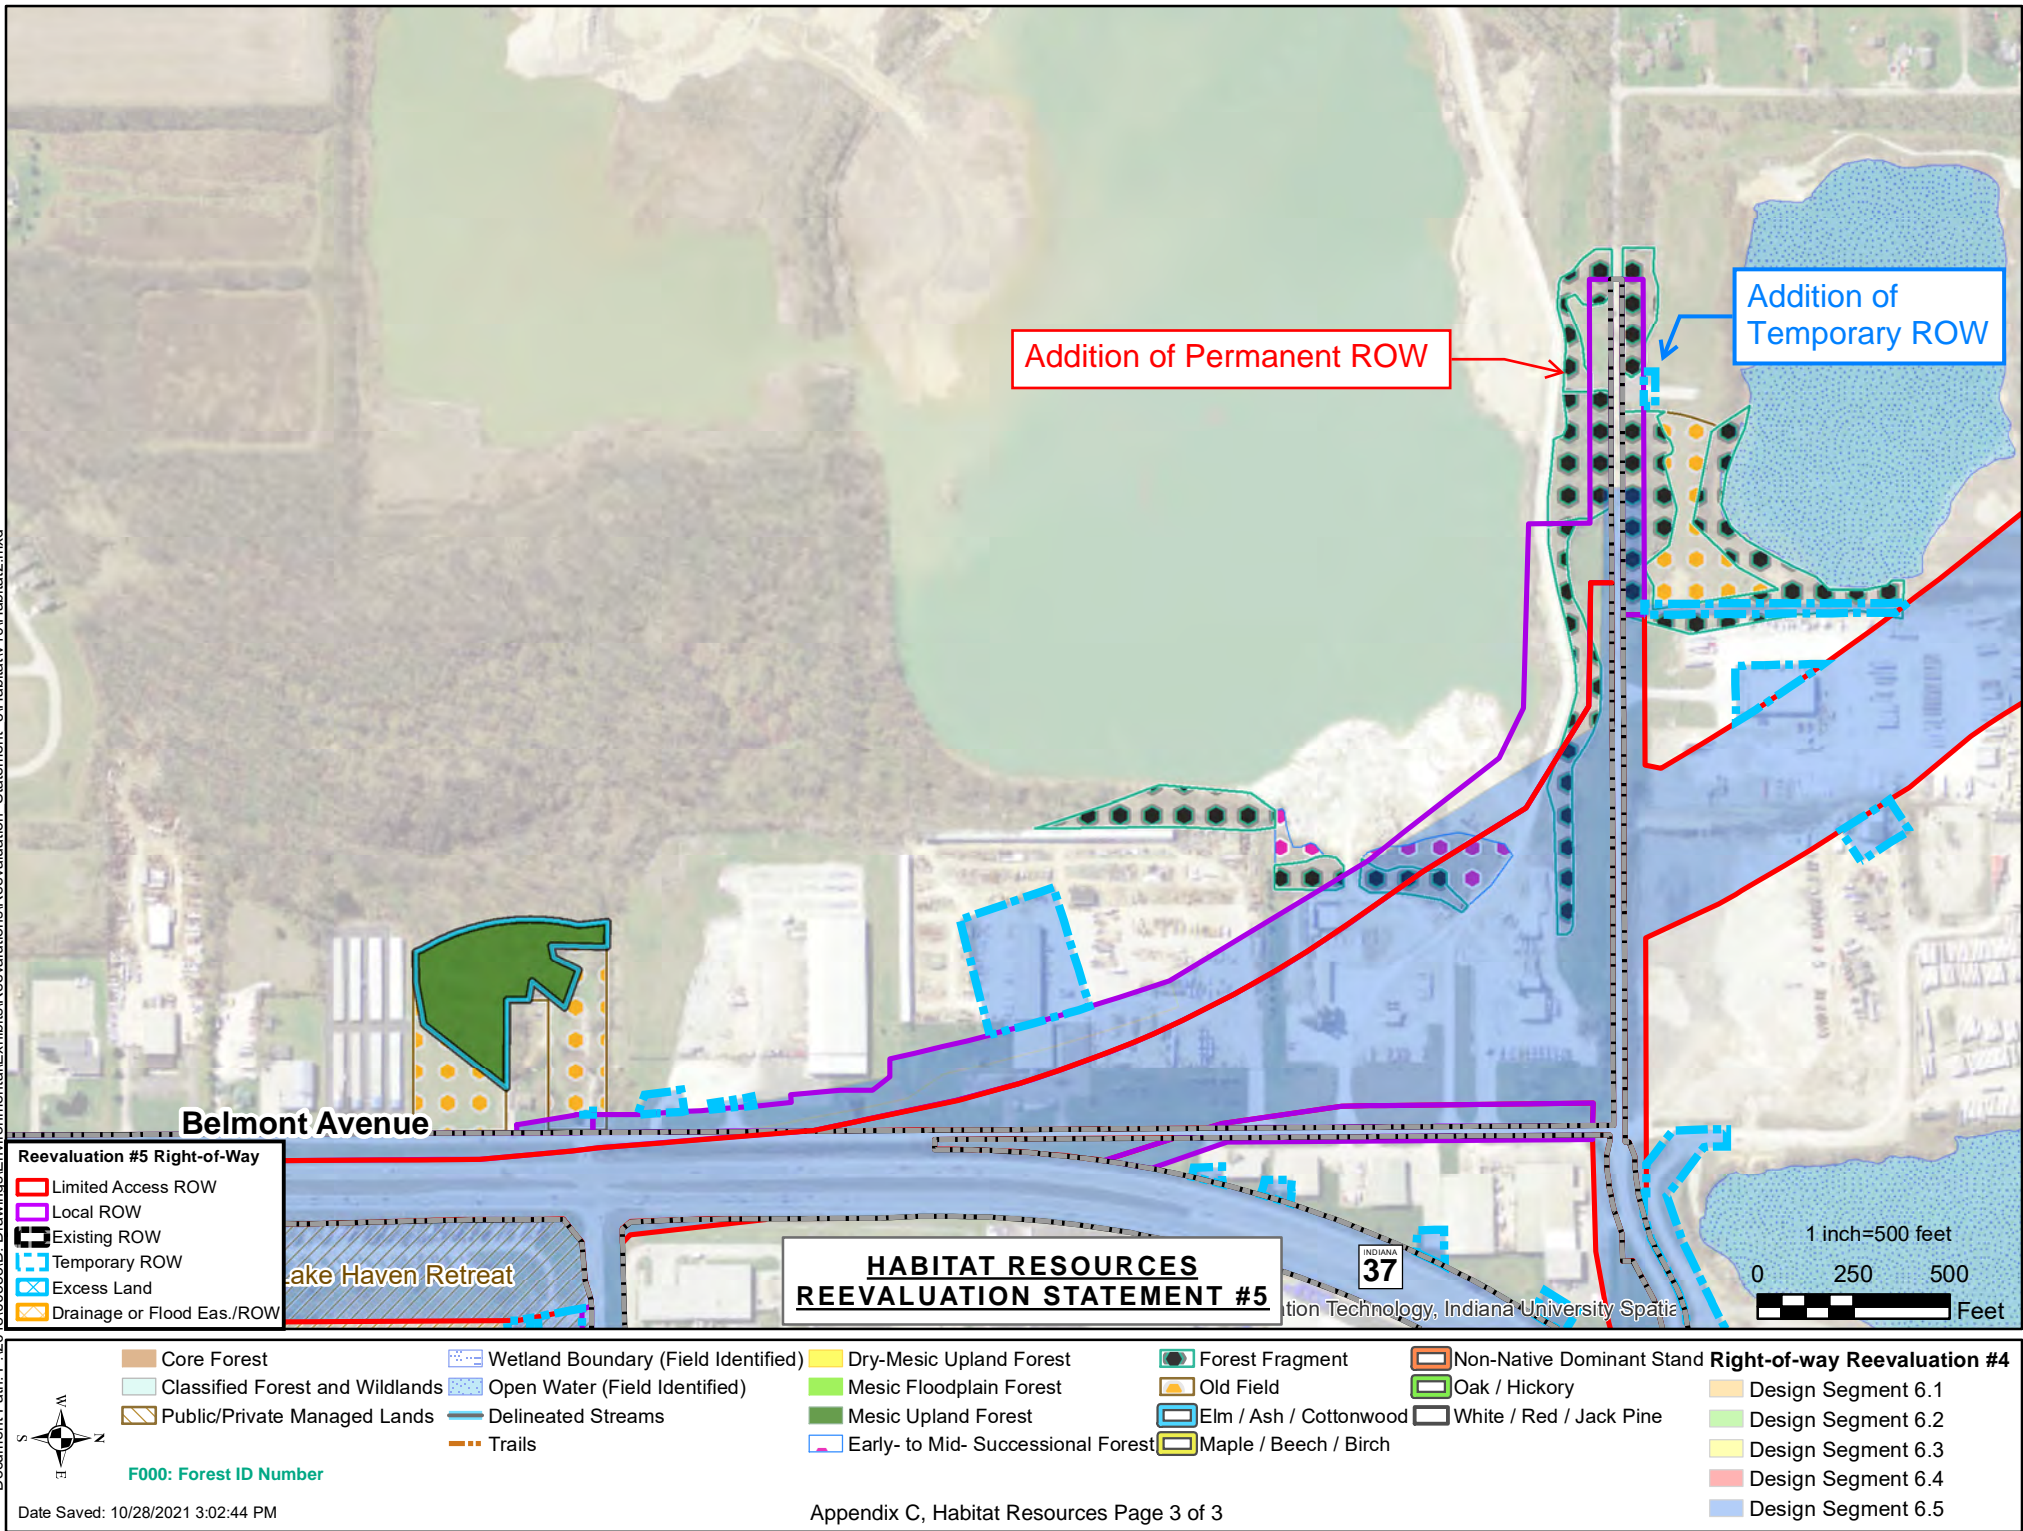 Addition of
Temporary ROW
Addition of Permanent ROW
Belmont Avenue
Reevaluation #5 Right-of-Way
Limited Access ROW
Local ROW
Existing ROW
Temporary ROW
Excess Land
Drainage or Flood Eas./ROW
Lake Haven Retreat
HABITAT RESOURCES
REEVALUATION STATEMENT #5
INDIANA
37
1 inch=500 feet
0 250 500
Feet
ation Technology, Indiana University Spatia
Core Forest
Classified Forest and Wildlands
Public/Private Managed Lands
Wetland Boundary (Field Identified)
Open Water (Field Identified)
Delineated Streams
Trails
Dry-Mesic Upland Forest
Mesic Floodplain Forest
Mesic Upland Forest
Early- to Mid- Successional Forest
Forest Fragment
Old Field
Elm / Ash / Cottonwood
Maple / Beech / Birch
Non-Native Dominant Stand
Oak / Hickory
White / Red / Jack Pine
Right-of-way Reevaluation #4
Design Segment 6.1
Design Segment 6.2
Design Segment 6.3
Design Segment 6.4
Design Segment 6.5
W
S N
E
F000: Forest ID Number
Date Saved: 10/28/2021 3:02:44 PM
Appendix C, Habitat Resources Page 3 of 3